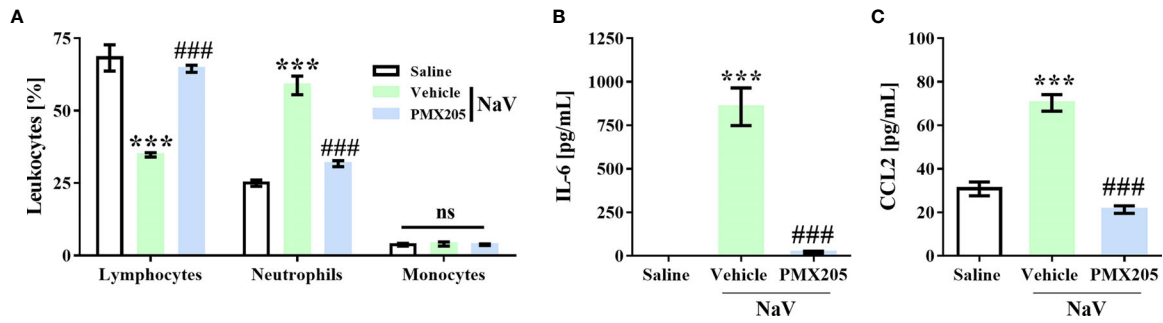 A
Leukocytes [%]
75
50
25
0
***
###
***
###
ns
Saline
Vehicle
PMX205
NaV
Lymphocytes
Neutrophils
Monocytes
B
IL-6 [pg/mL]
1250
1000
750
500
250
0
***
###
Saline
Vehicle
PMX205
NaV
C
CCL2 [pg/mL]
100
80
60
40
20
0
***
###
Saline
Vehicle
PMX205
NaV